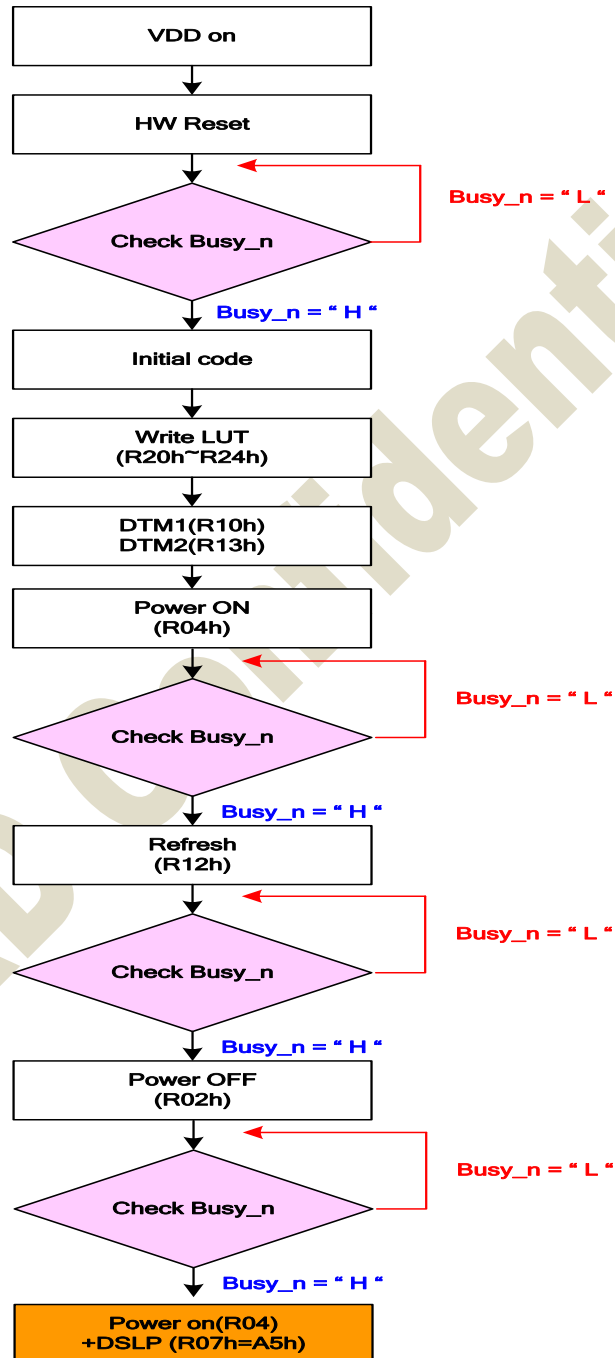 VDD on
HW Reset
Busy_n = “ L “
Check Busy_n
Busy_n = “ H “
Initial code
Write LUT
(R20h~R24h)
DTM1(R10h)
DTM2(R13h)
Power ON
(R04h)
Busy_n = “ L “
Check Busy_n
Busy_n = “ H “
Refresh
(R12h)
Busy_n = “ L “
Check Busy_n
Busy_n = “ H “
Power OFF
(R02h)
Busy_n = “ L “
Check Busy_n
Busy_n = “ H “
Power on(R04)
+DSLP (R07h=A5h)